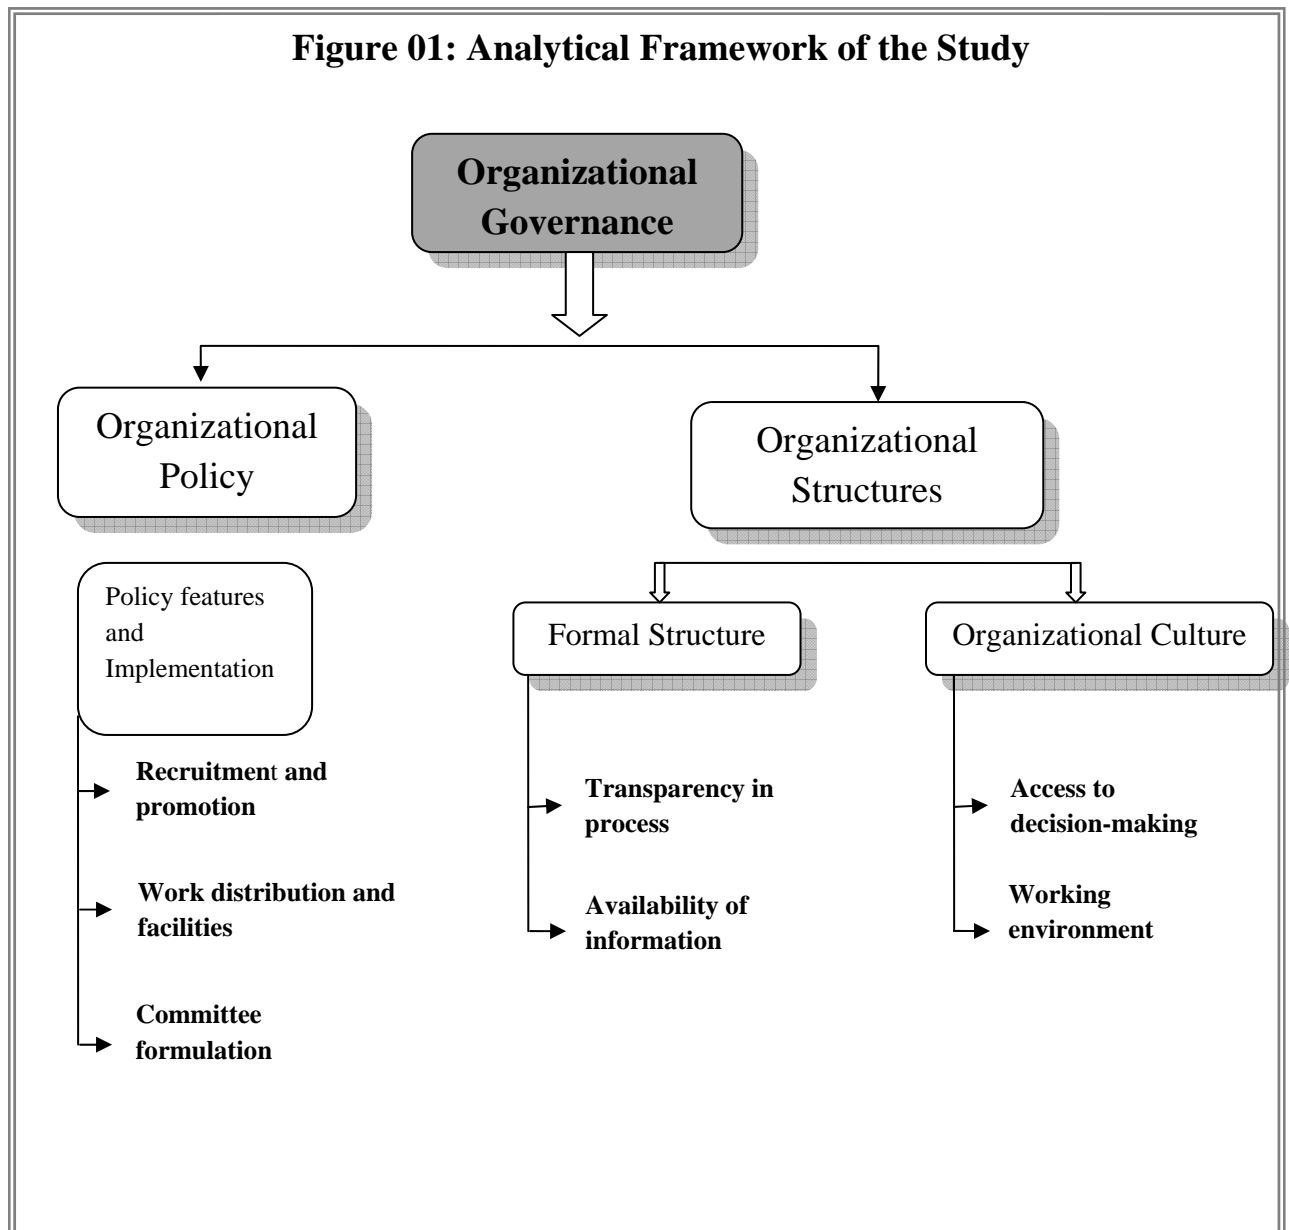 Figure 01: Analytical Framework of the Study
Organizational
Governance
Organizational
Policy
Organizational
Structures
Policy features
and
Implementation
Formal Structure
Organizational Culture
Recruitment and
promotion
Transparency in
process
Access to
decision-making
Work distribution and
facilities
Availability of
information
Working
environment
Committee
formulation